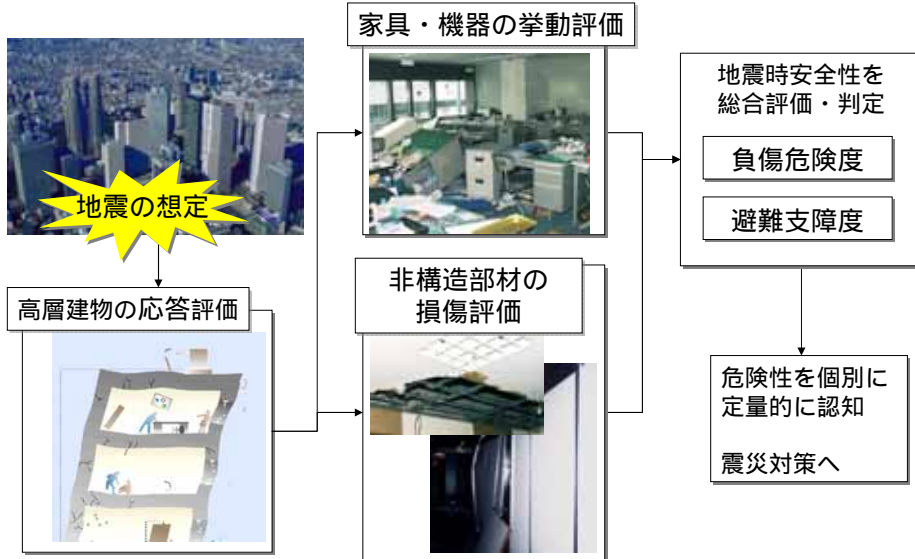 地震の想定
高層建物の応答評価
家具・機器の挙動評価
非構造部材の
損傷評価
地震時安全性を
総合評価・判定
負傷危険度
避難支障度
危険性を個別に
定量的に認知
震災対策へ